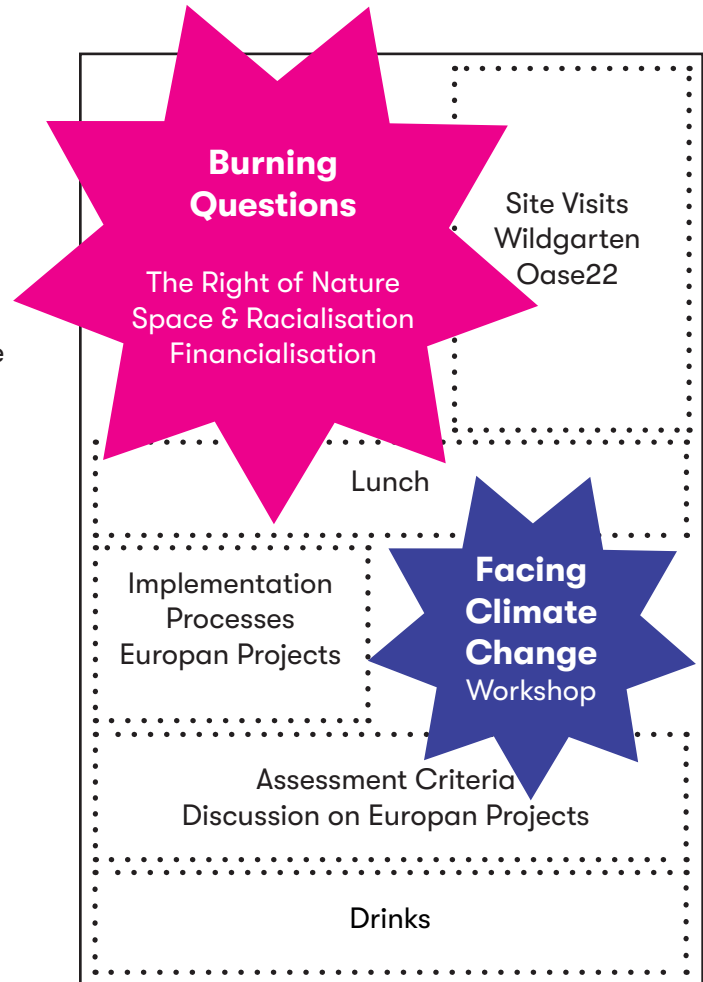 Burning
Questions
The Right of Nature
Space & Racialisation
Financialisation
Site Visits
Wildgarten
Oase22
e
Lunch
Implementation
Processes
Europan Projects
Facing
Climate
Change
Workshop
Assessment Criteria
Discussion on Europan Projects
Drinks